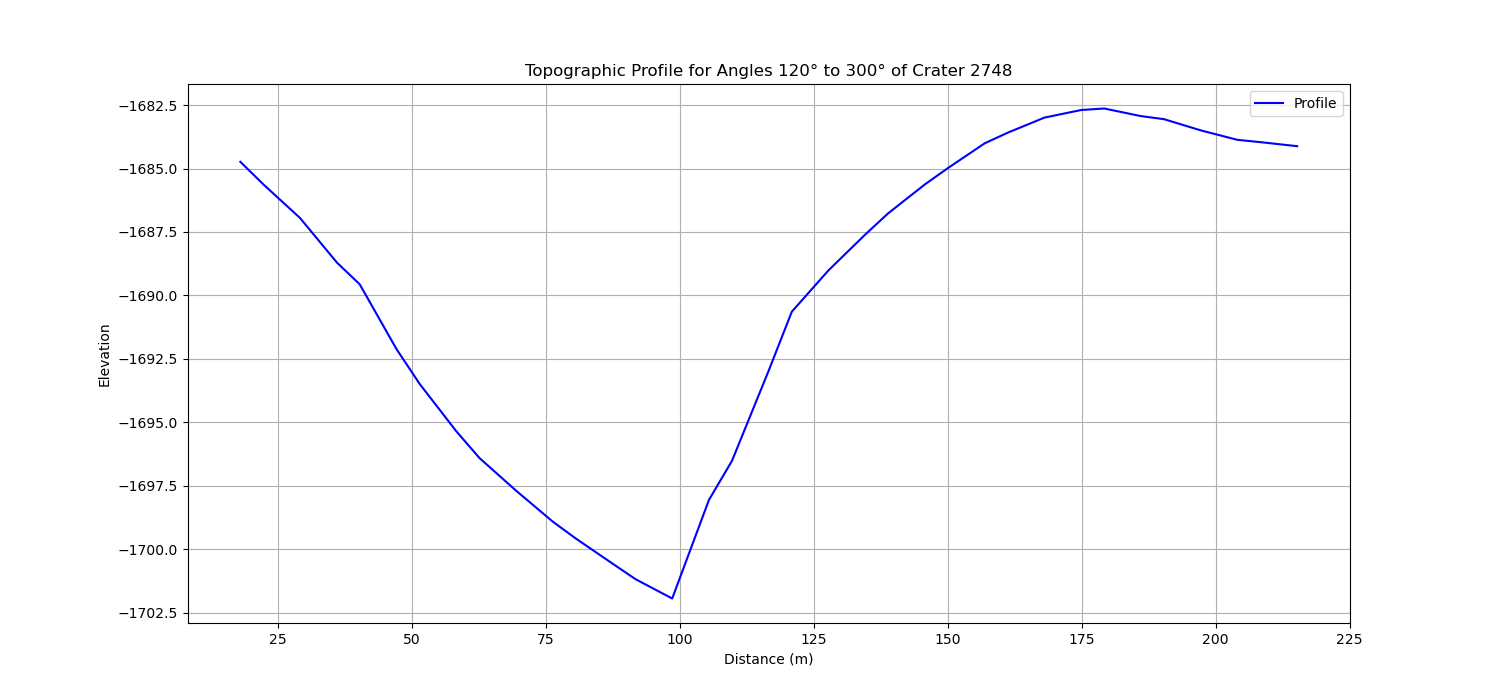 Topographic Profile for Angles 120° to 300° of Crater 2748
Profile
−1682.5
−1685.0
−1687.5
−1690.0
−1692.5
−1695.0
−1697.5
−1700.0
−1702.5
Elevation
25 50 75 100 125 150 175 200 225
Distance (m)